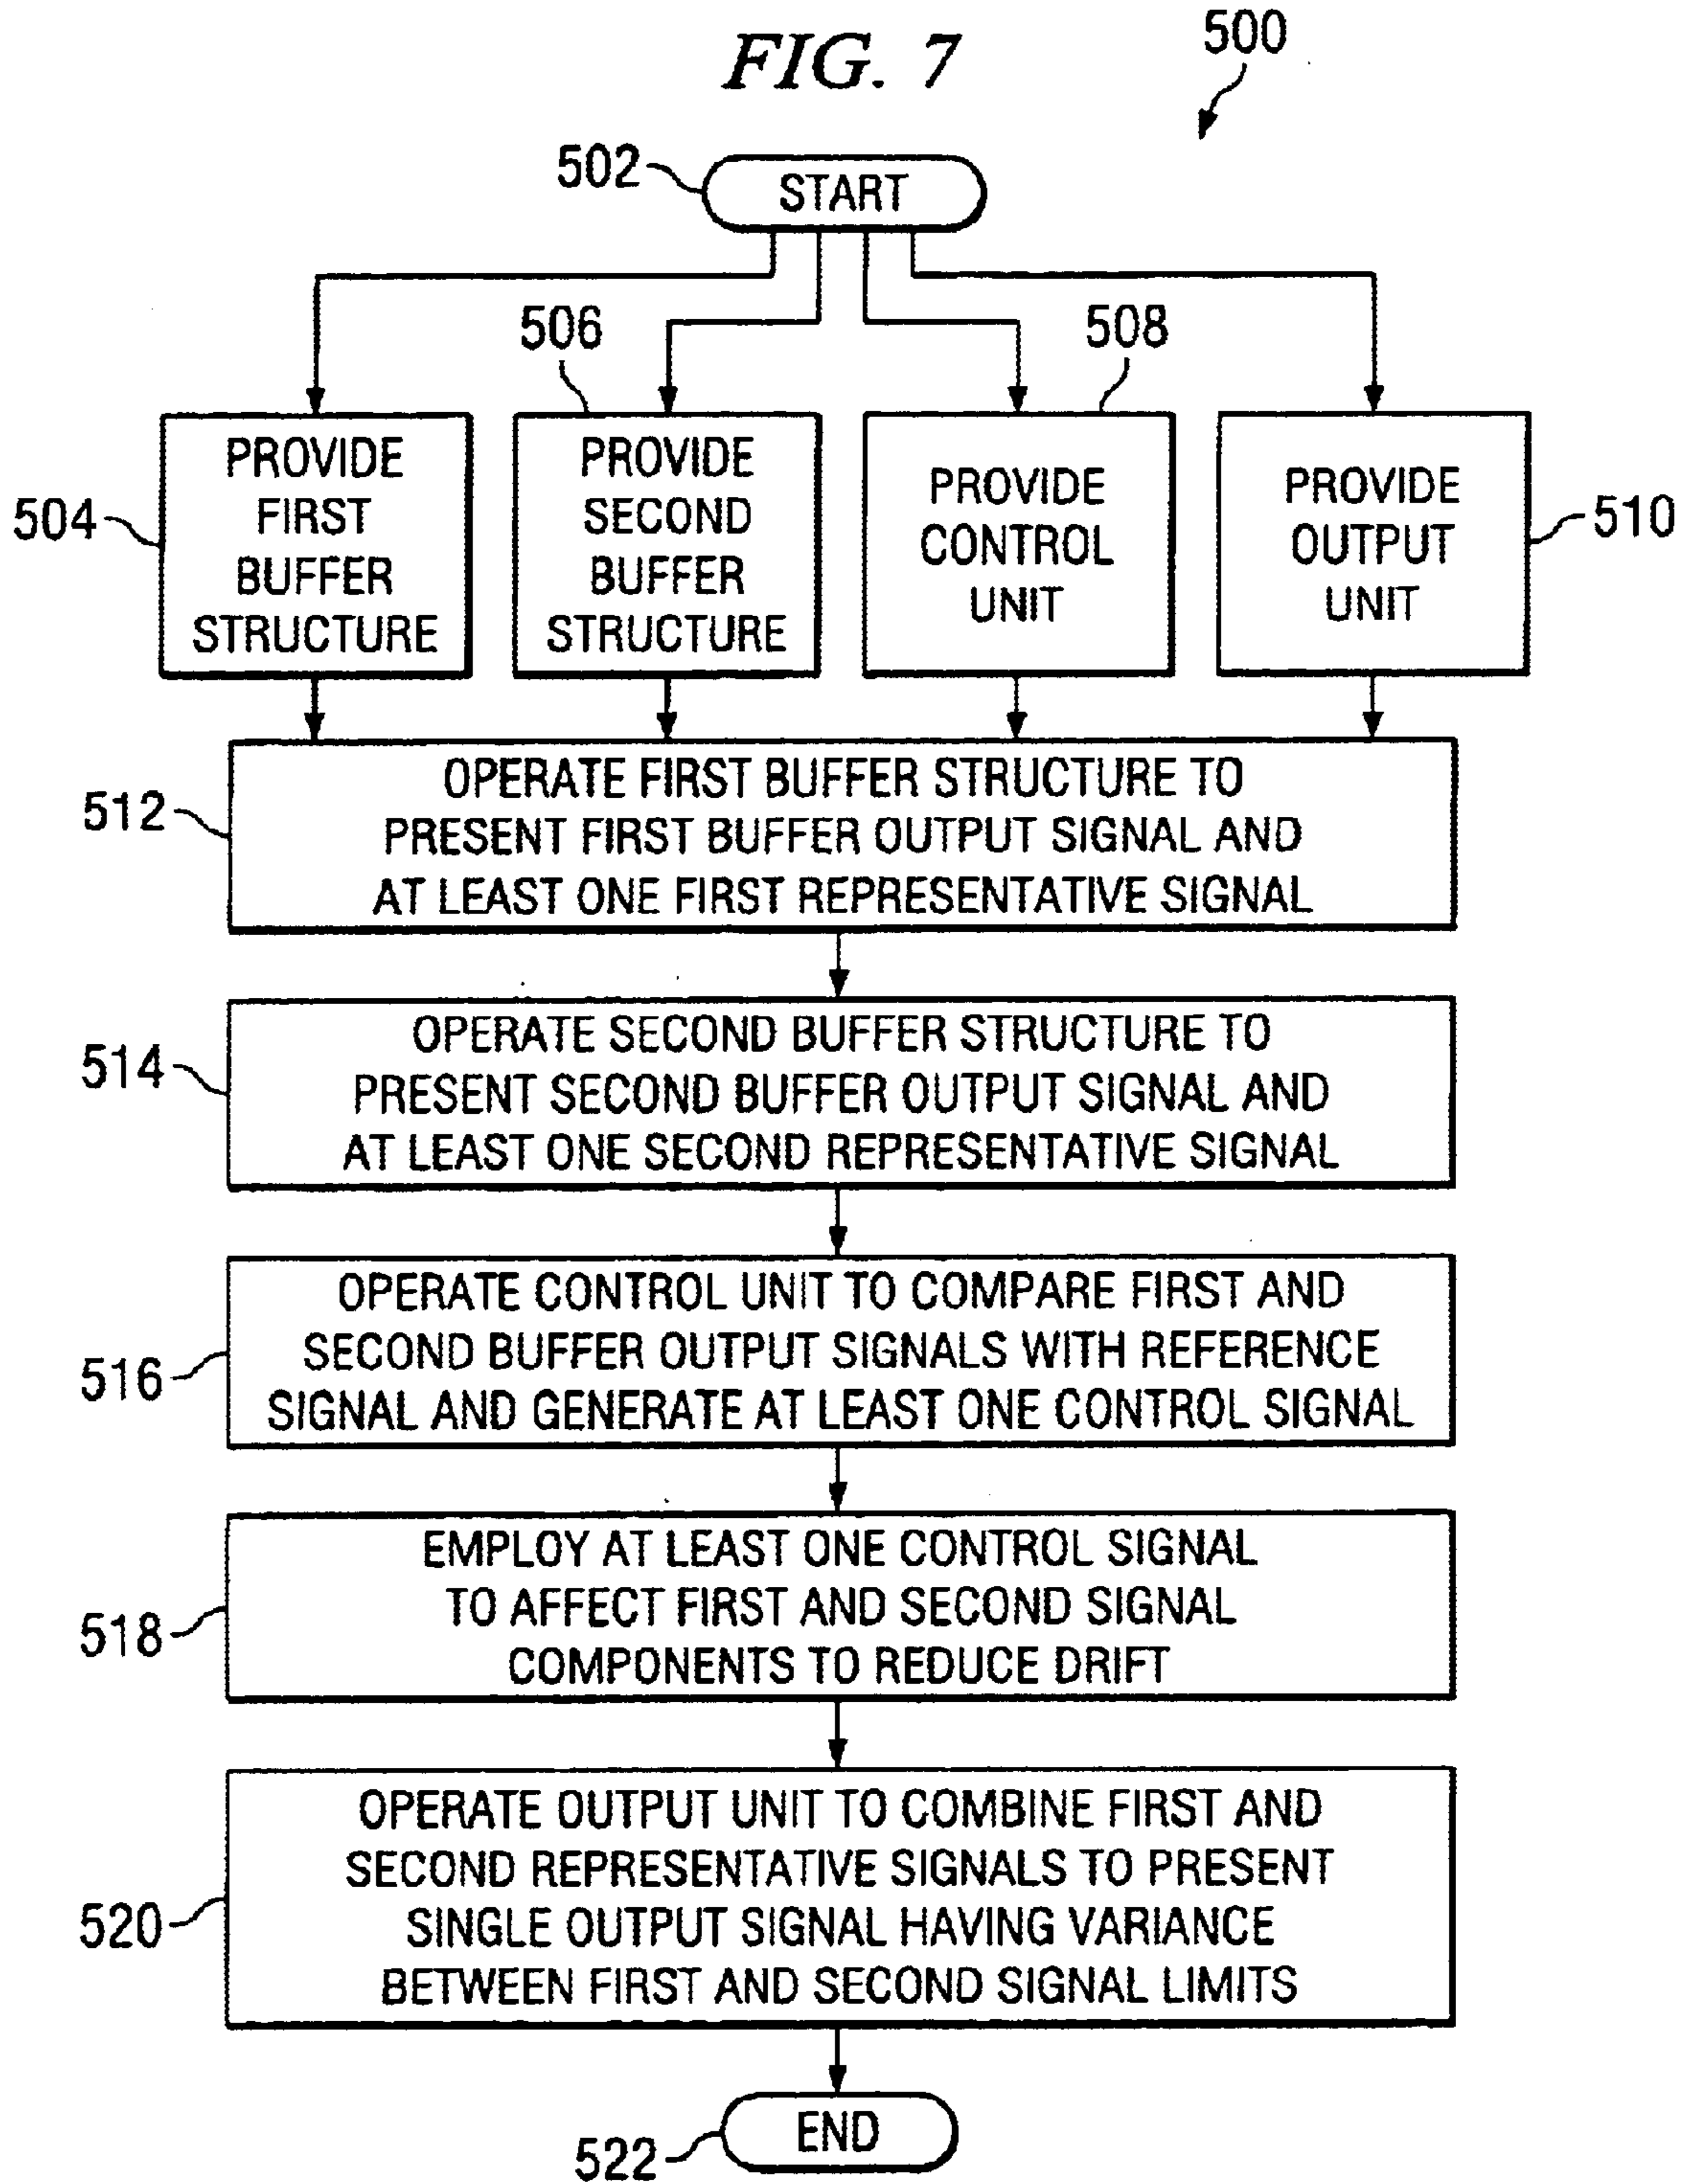 FIG. 7
500
502
START
506
508
504
PROVIDE
FIRST
BUFFER
STRUCTURE
PROVIDE
SECOND
BUFFER
STRUCTURE
PROVIDE
CONTROL
UNIT
PROVIDE
OUTPUT
UNIT
510
512
OPERATE FIRST BUFFER STRUCTURE TO
PRESENT FIRST BUFFER OUTPUT SIGNAL AND
AT LEAST ONE FIRST REPRESENTATIVE SIGNAL
514
OPERATE SECOND BUFFER STRUCTURE TO
PRESENT SECOND BUFFER OUTPUT SIGNAL AND
AT LEAST ONE SECOND REPRESENTATIVE SIGNAL
516
OPERATE CONTROL UNIT TO COMPARE FIRST AND
SECOND BUFFER OUTPUT SIGNALS WITH REFERENCE
SIGNAL AND GENERATE AT LEAST ONE CONTROL SIGNAL
518
EMPLOY AT LEAST ONE CONTROL SIGNAL
TO AFFECT FIRST AND SECOND SIGNAL
COMPONENTS TO REDUCE DRIFT
520
OPERATE OUTPUT UNIT TO COMBINE FIRST AND
SECOND REPRESENTATIVE SIGNALS TO PRESENT
SINGLE OUTPUT SIGNAL HAVING VARIANCE
BETWEEN FIRST AND SECOND SIGNAL LIMITS
522
END